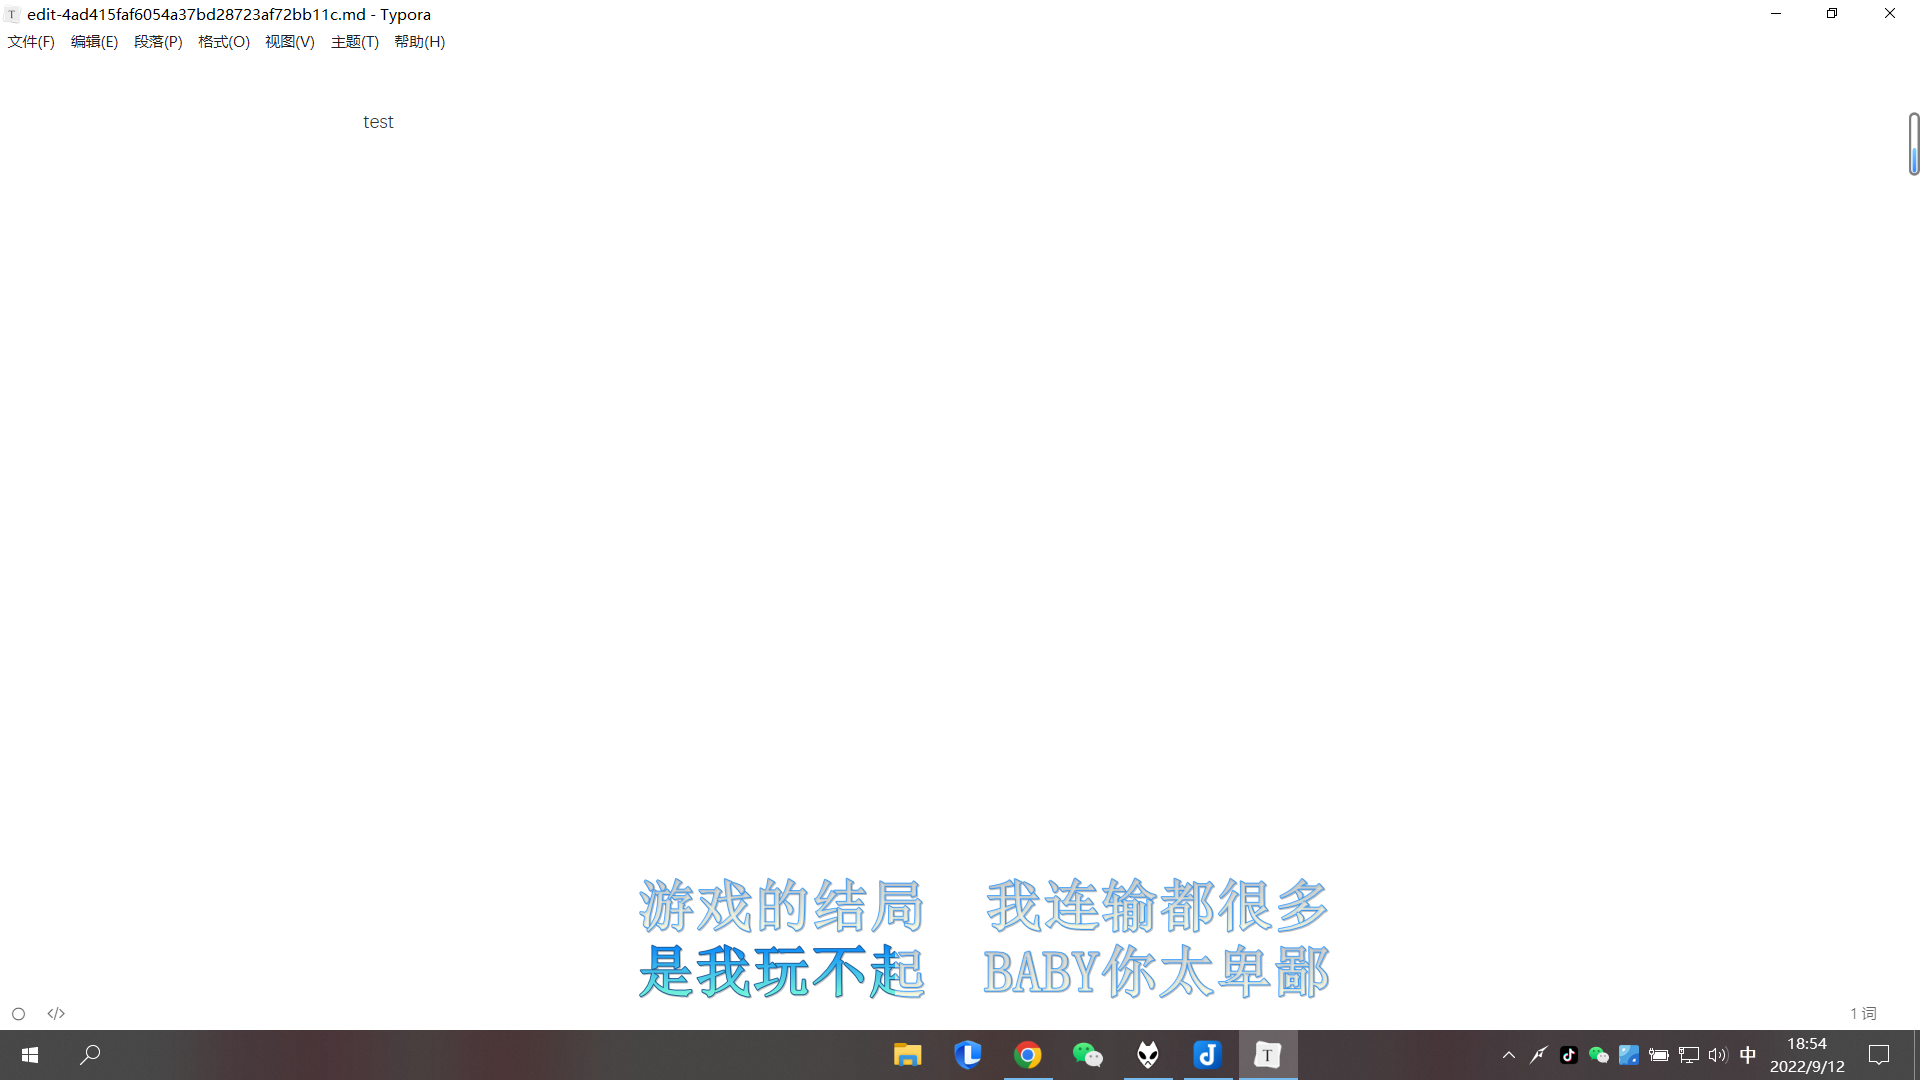 edit-4ad415faf6054a37bd28723af72bb11c.md - Typora
文件(F) 编辑(E) 段落(P) 格式(O) 视图(V) 主题(T) 帮助(H)
test
游戏的结局 我连输都很多
是我玩不起 BABY你太卑鄙
</>
1 词
中
18:54
2022/9/12